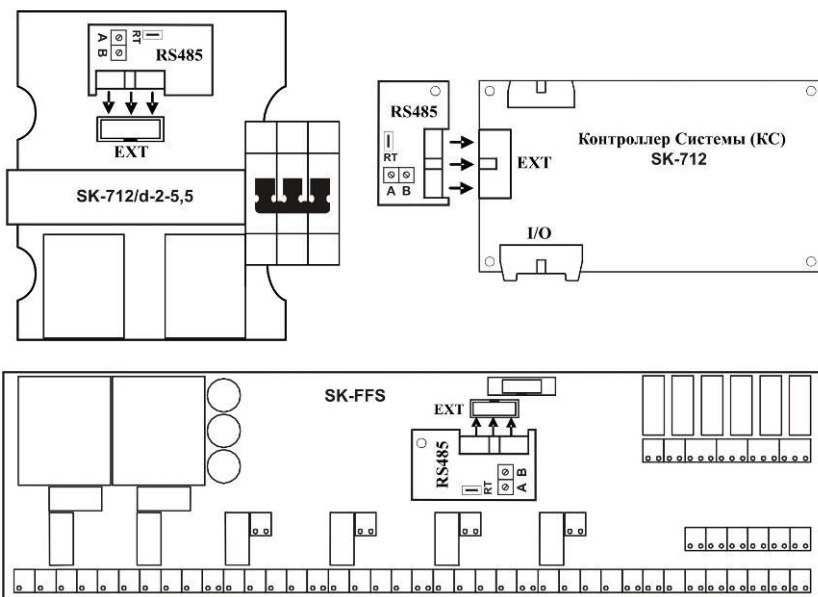 A
B
RT
RS485
EXT
SK-712/d-2-5,5
RS485
RT
A B
EXT
Контроллер Системы (КС)
SK-712
I/O
SK-FFS
EXT
RS485
RT
A B